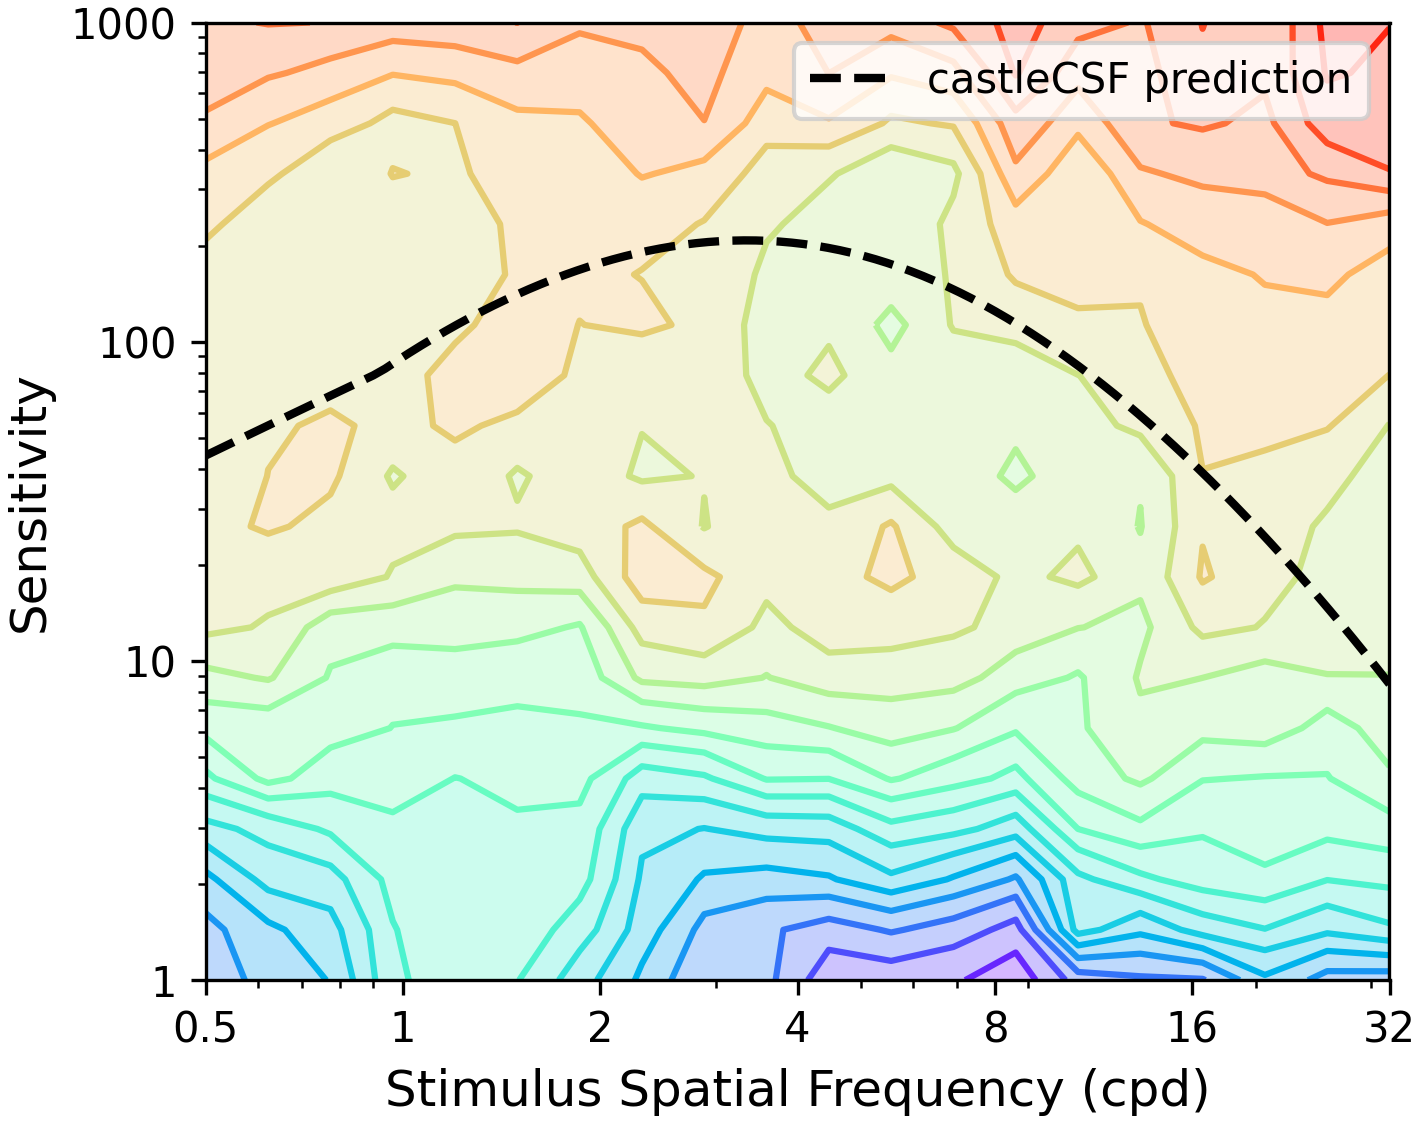 1000
castleCSF prediction
100
Sensitivity
10
1
0.5 1 2 4 8 16 32
Stimulus Spatial Frequency (cpd)